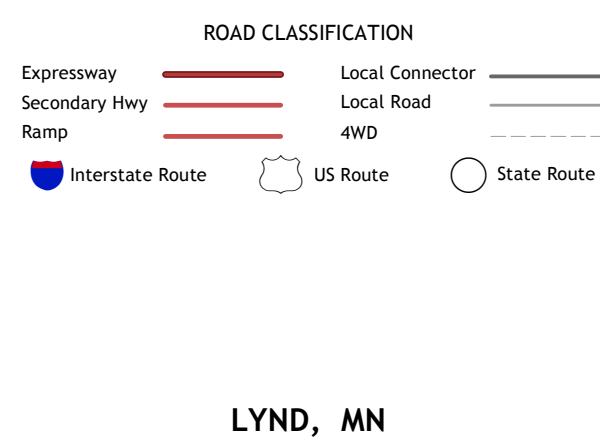 ROAD CLASSIFICATION
Expressway
Local Connector
Secondary Hwy
Local Road
Ramp
4WD
Interstate Route
US Route
State Route
LYND, MN